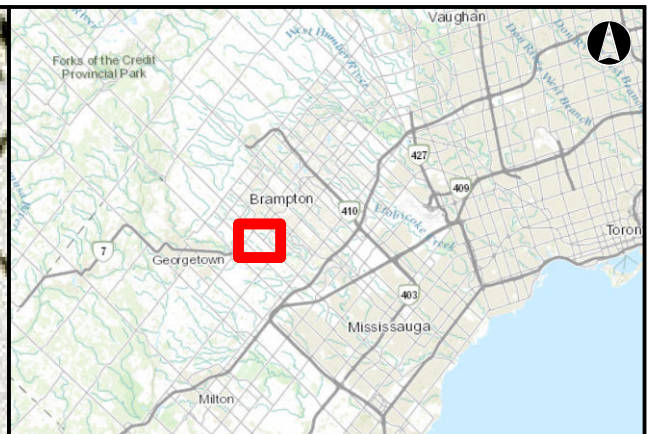 Vaughan
West Humber River
Don River West Branch
Forks of the Credit
Provincial Park
427
409
Brampton
410
Etobicoke Creek
7
Georgetown
Toron
403
Mississauga
Milton